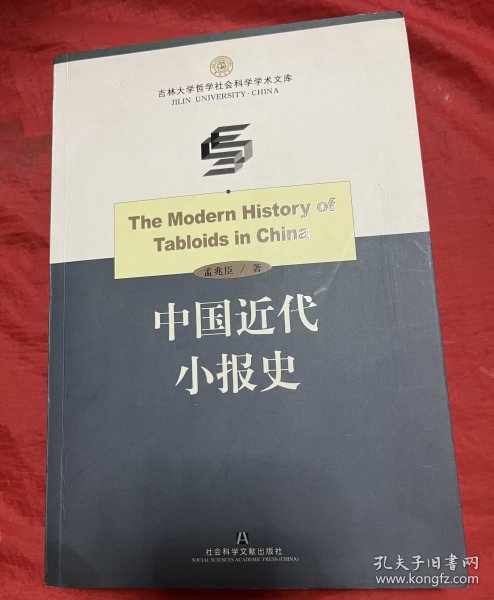 吉林大学哲学社会科学学术文库
JILIN UNIVERSITY·CHINA
The Modern History of
Tabloids in China
孟兆臣 / 著
中国近代
小报史
社会科学文献出版社
SOCIAL SCIENCES ACADEMIC PRESS (CHINA)
孔夫子旧书网
www.kongfz.com